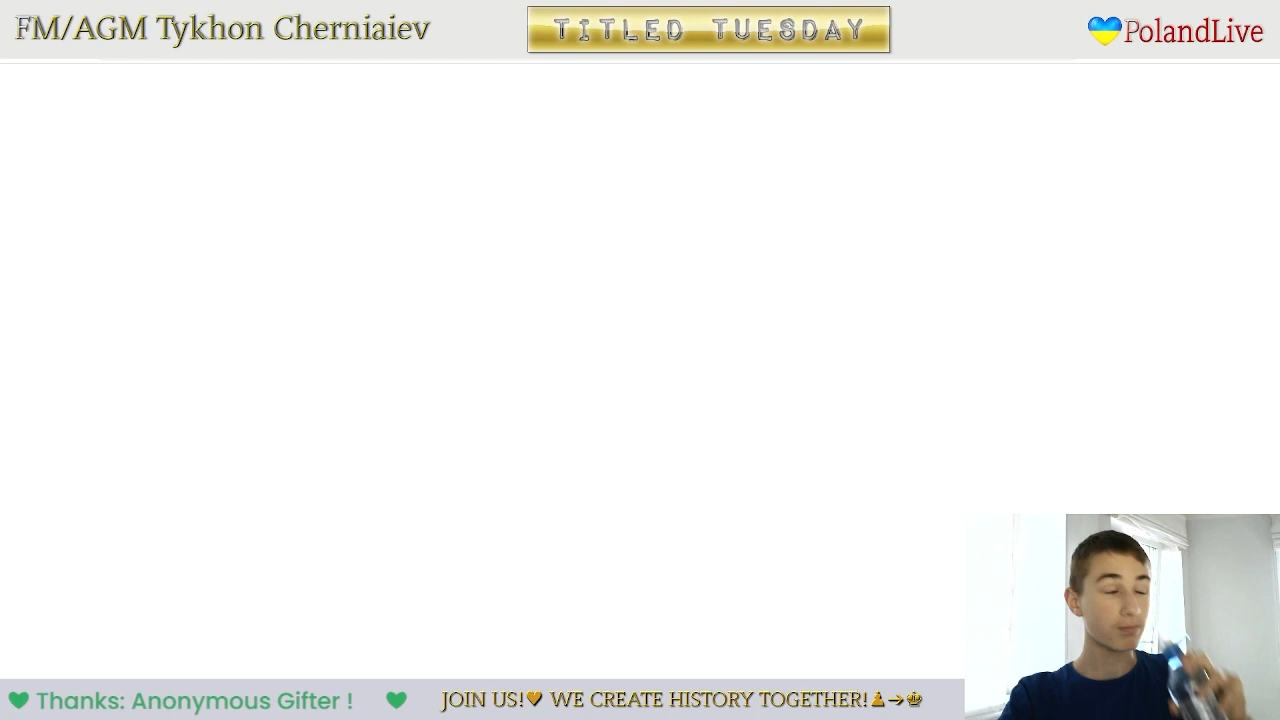 FM/AGM Tykhon Cherniaiev
TITLED TUESDAY
💙PolandLive
💚 Thanks: Anonymous Gifter ! 💚
JOIN US!🧡 WE CREATE HISTORY TOGETHER!♟➔♚